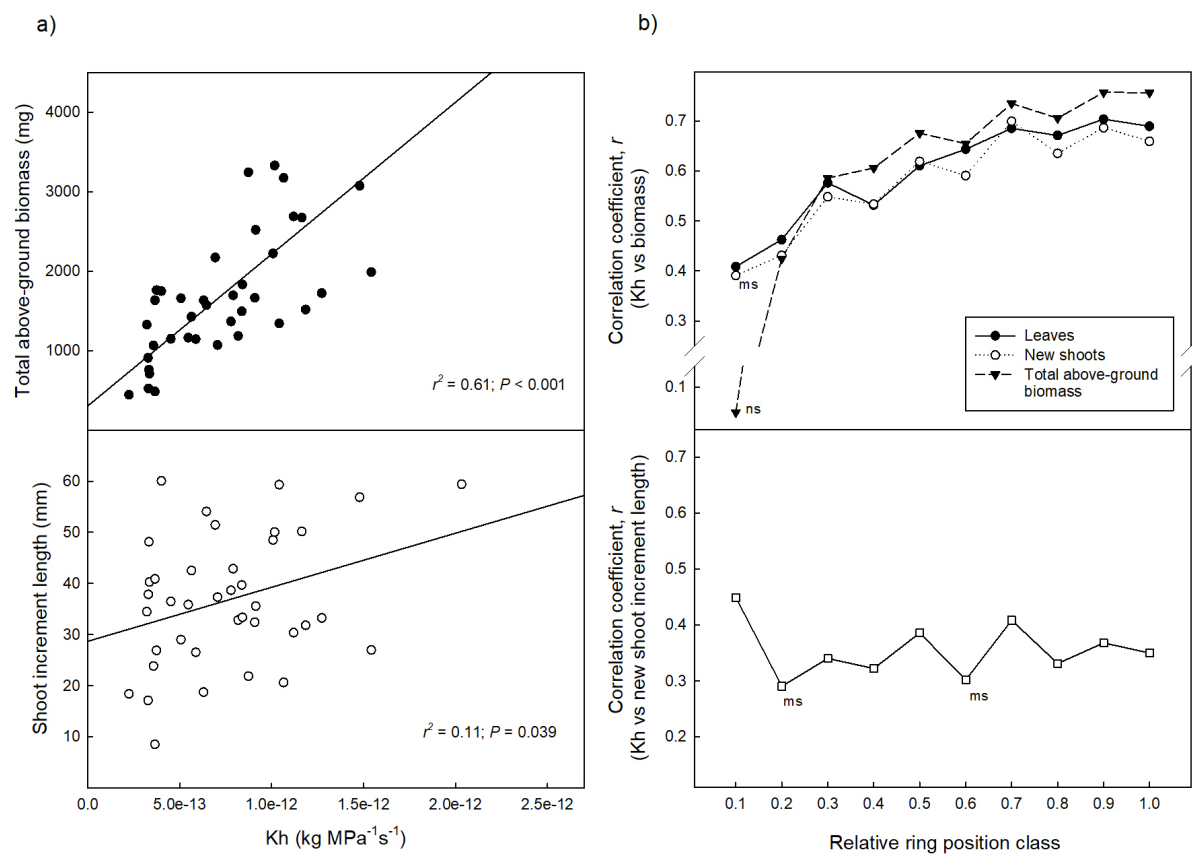 a)
Total above-ground biomass (mg)
4000
3000
2000
1000
r² = 0.61; P < 0.001
Shoot increment length (mm)
60
50
40
30
20
10
r² = 0.11; P = 0.039
0.0 5.0e-13 1.0e-12 1.5e-12 2.0e-12 2.5e-12
Kh (kg MPa⁻¹s⁻¹)
b)
Correlation coefficient, r
(Kh vs biomass)
0.7
0.6
0.5
0.4
0.3
0.1
ms
ns
Leaves
New shoots
Total above-ground
biomass
Correlation coefficient, r
(Kh vs new shoot increment length)
0.7
0.6
0.5
0.4
0.3
0.2
ms
ms
0.1 0.2 0.3 0.4 0.5 0.6 0.7 0.8 0.9 1.0
Relative ring position class